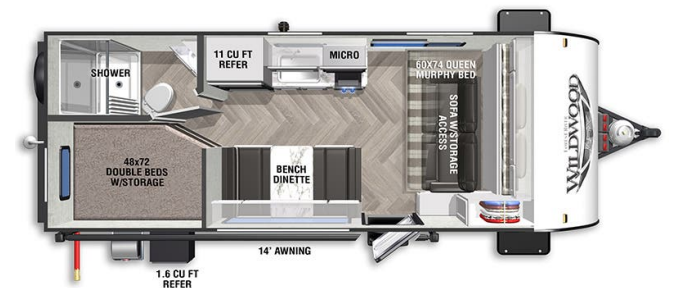 SHOWER
11 CU FT
REFER
MICRO
60X74 QUEEN
MURPHY BED
SOFA W/STORAGE
ACCESS
48x72
DOUBLE BEDS
W/STORAGE
BENCH
DINETTE
WILDWOOD
14' AWNING
1.6 CU FT
REFER